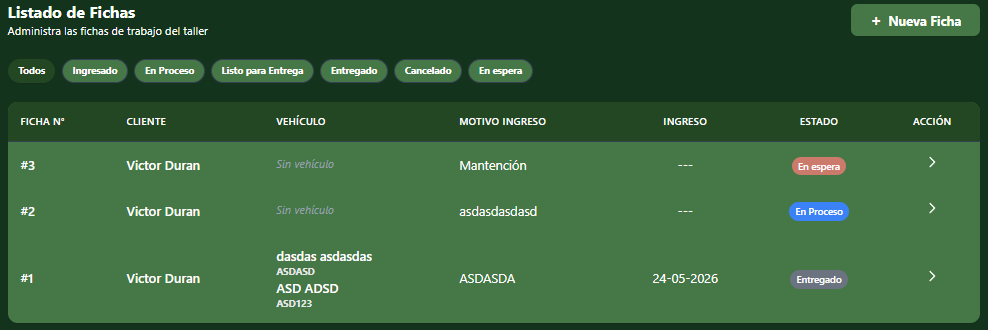 Listado de Fichas
Administra las fichas de trabajo del taller
+ Nueva Ficha
Todos Ingresado En Proceso Listo para Entrega Entregado Cancelado En espera
FICHA N° CLIENTE VEHÍCULO MOTIVO INGRESO INGRESO ESTADO ACCIÓN
#3 Victor Duran Sin vehículo Mantención --- En espera
#2 Victor Duran Sin vehículo asdasdasdasd --- En Proceso
dasdas asdasdas
ASDASD
#1 Victor Duran ASDASDA 24-05-2026 Entregado
ASD ADSD
ASD123